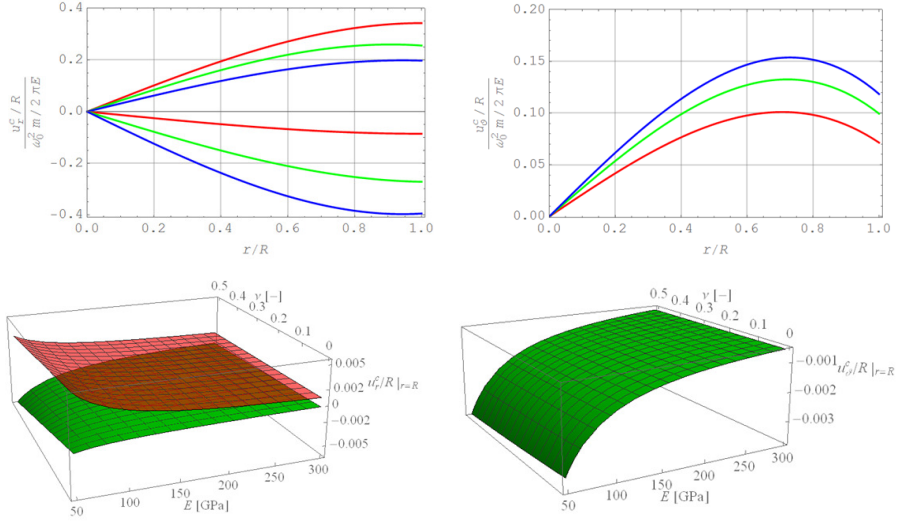 0.4
0.2
0.0
-0.2
-0.4
0.0 0.2 0.4 0.6 0.8 1.0
r/R
u_r^c / R
ω_0^2 m / 2 πE
0.20
0.15
0.10
0.05
0.00
0.0 0.2 0.4 0.6 0.8 1.0
r/R
u_ϑ^c / R
ω_0^2 m / 2 πE
0.5
0.4
0.3
0.2
0.1
0
ν [-]
0.005
0.002
0
-0.002
-0.005
u_r^c/R |r=R
50 100 150 200 250 300
E [GPa]
0.5
0.4
0.3
0.2
0.1
0
ν [-]
-0.001
-0.002
-0.003
u_rϑ^c/R |r=R
50 100 150 200 250 300
E [GPa]